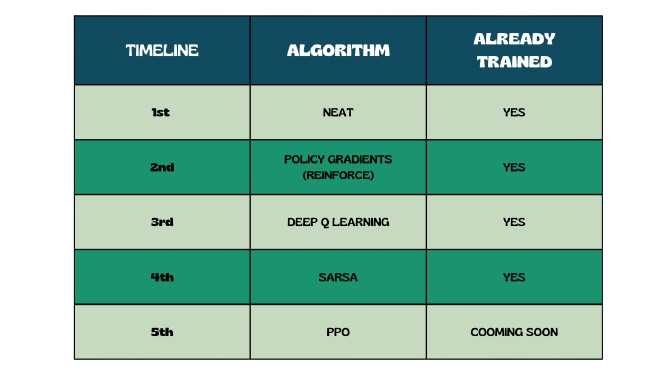 TIMELINE
ALGORITHM
ALREADY
TRAINED
1st
NEAT
YES
2nd
POLICY GRADIENTS
(REINFORCE)
YES
3rd
DEEP Q LEARNING
YES
4th
SARSA
YES
5th
PPO
COOMING SOON